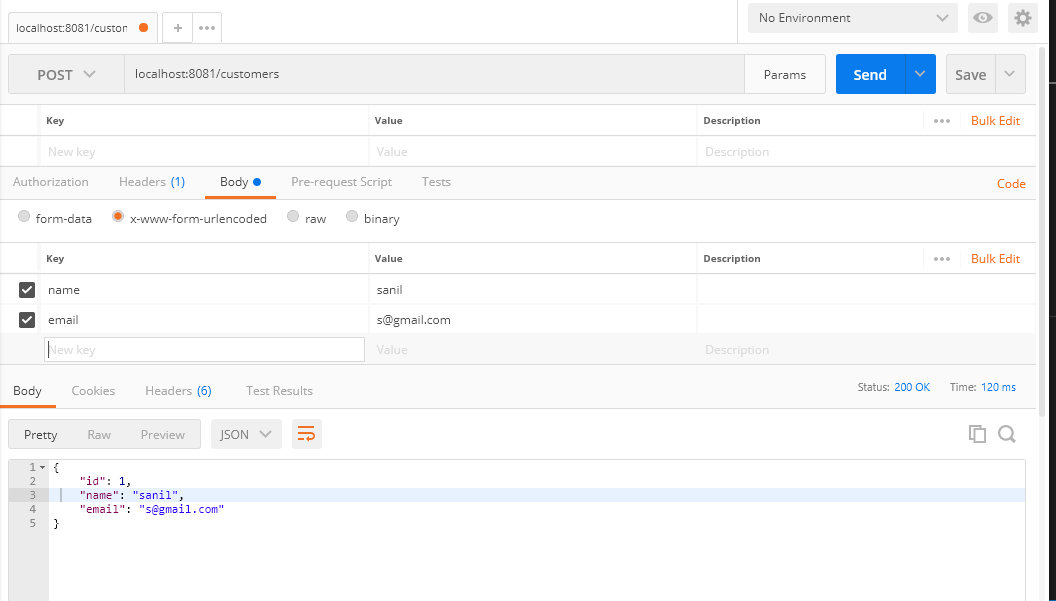 localhost:8081/custon
No Environment
POST
localhost:8081/customers
Params
Send
Save
Key Value Description Bulk Edit
New key Value Description
Authorization Headers (1) Body Pre-request Script Tests Code
form-data x-www-form-urlencoded raw binary
Key Value Description Bulk Edit
name sanil
email s@gmail.com
New key Value Description
Body Cookies Headers (6) Test Results Status: 200 OK Time: 120 ms
Pretty Raw Preview JSON
1 {
2 "id": 1,
3 "name": "sanil",
4 "email": "s@gmail.com"
5 }